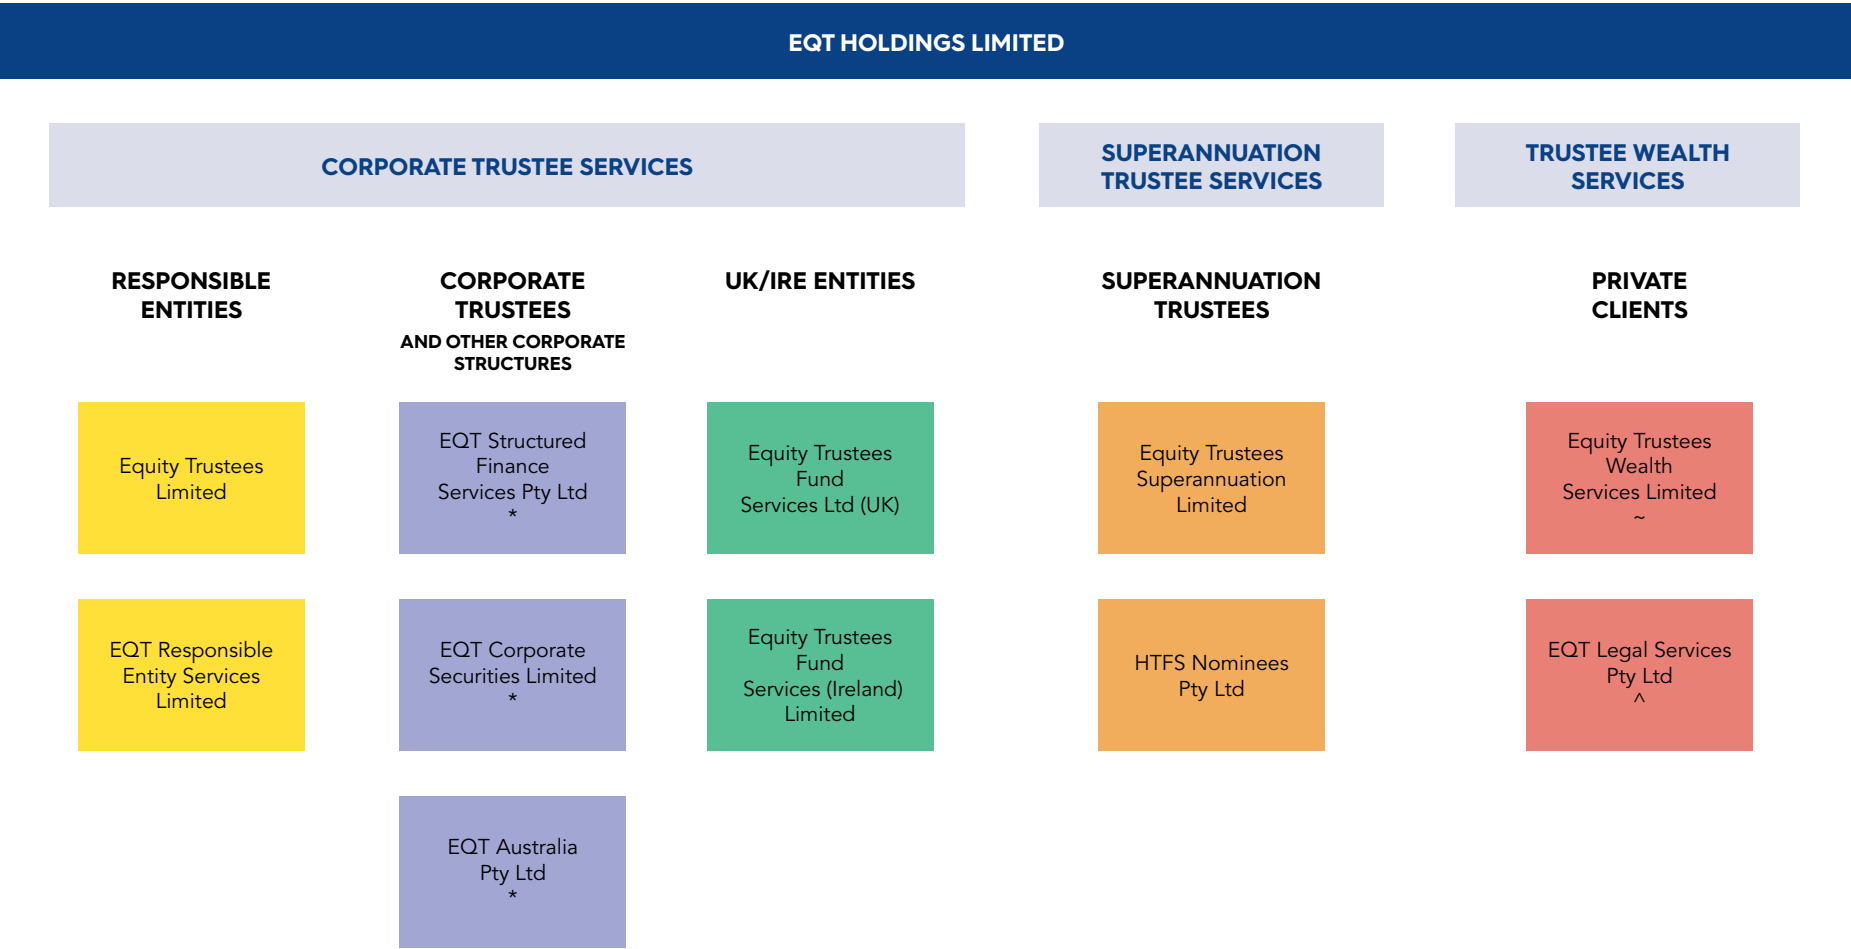 EQT HOLDINGS LIMITED
CORPORATE TRUSTEE SERVICES
SUPERANNUATION
TRUSTEE SERVICES
TRUSTEE WEALTH
SERVICES
RESPONSIBLE
ENTITIES
CORPORATE
TRUSTEES
AND OTHER CORPORATE
STRUCTURES
UK/IRE ENTITIES
SUPERANNUATION
TRUSTEES
PRIVATE
CLIENTS
Equity Trustees
Limited
EQT Structured
Finance
Services Pty Ltd
*
Equity Trustees
Fund
Services Ltd (UK)
Equity Trustees
Superannuation
Limited
Equity Trustees
Wealth
Services Limited
~
EQT Responsible
Entity Services
Limited
EQT Corporate
Securities Limited
*
Equity Trustees
Fund
Services (Ireland)
Limited
HTFS Nominees
Pty Ltd
EQT Legal Services
Pty Ltd
^
EQT Australia
Pty Ltd
*